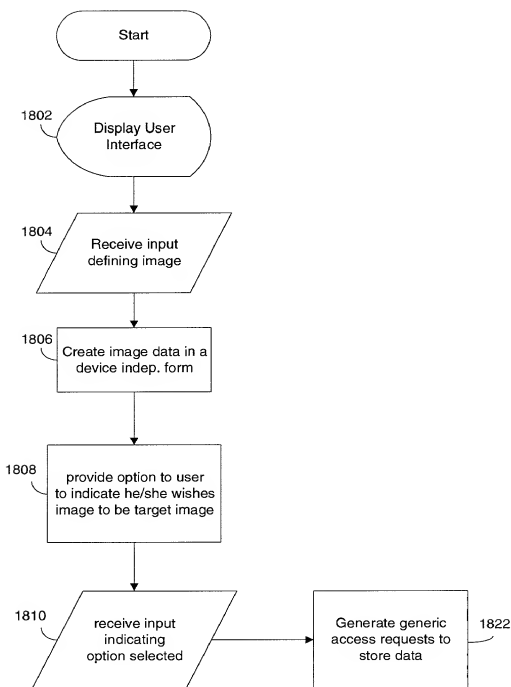 Start
1802
Display User
Interface
1804
Receive input
defining image
1806
Create image data in a
device indep. form
1808
provide option to user
to indicate he/she wishes
image to be target image
1810
receive input
indicating
option selected
Generate generic
access requests to
store data
1822